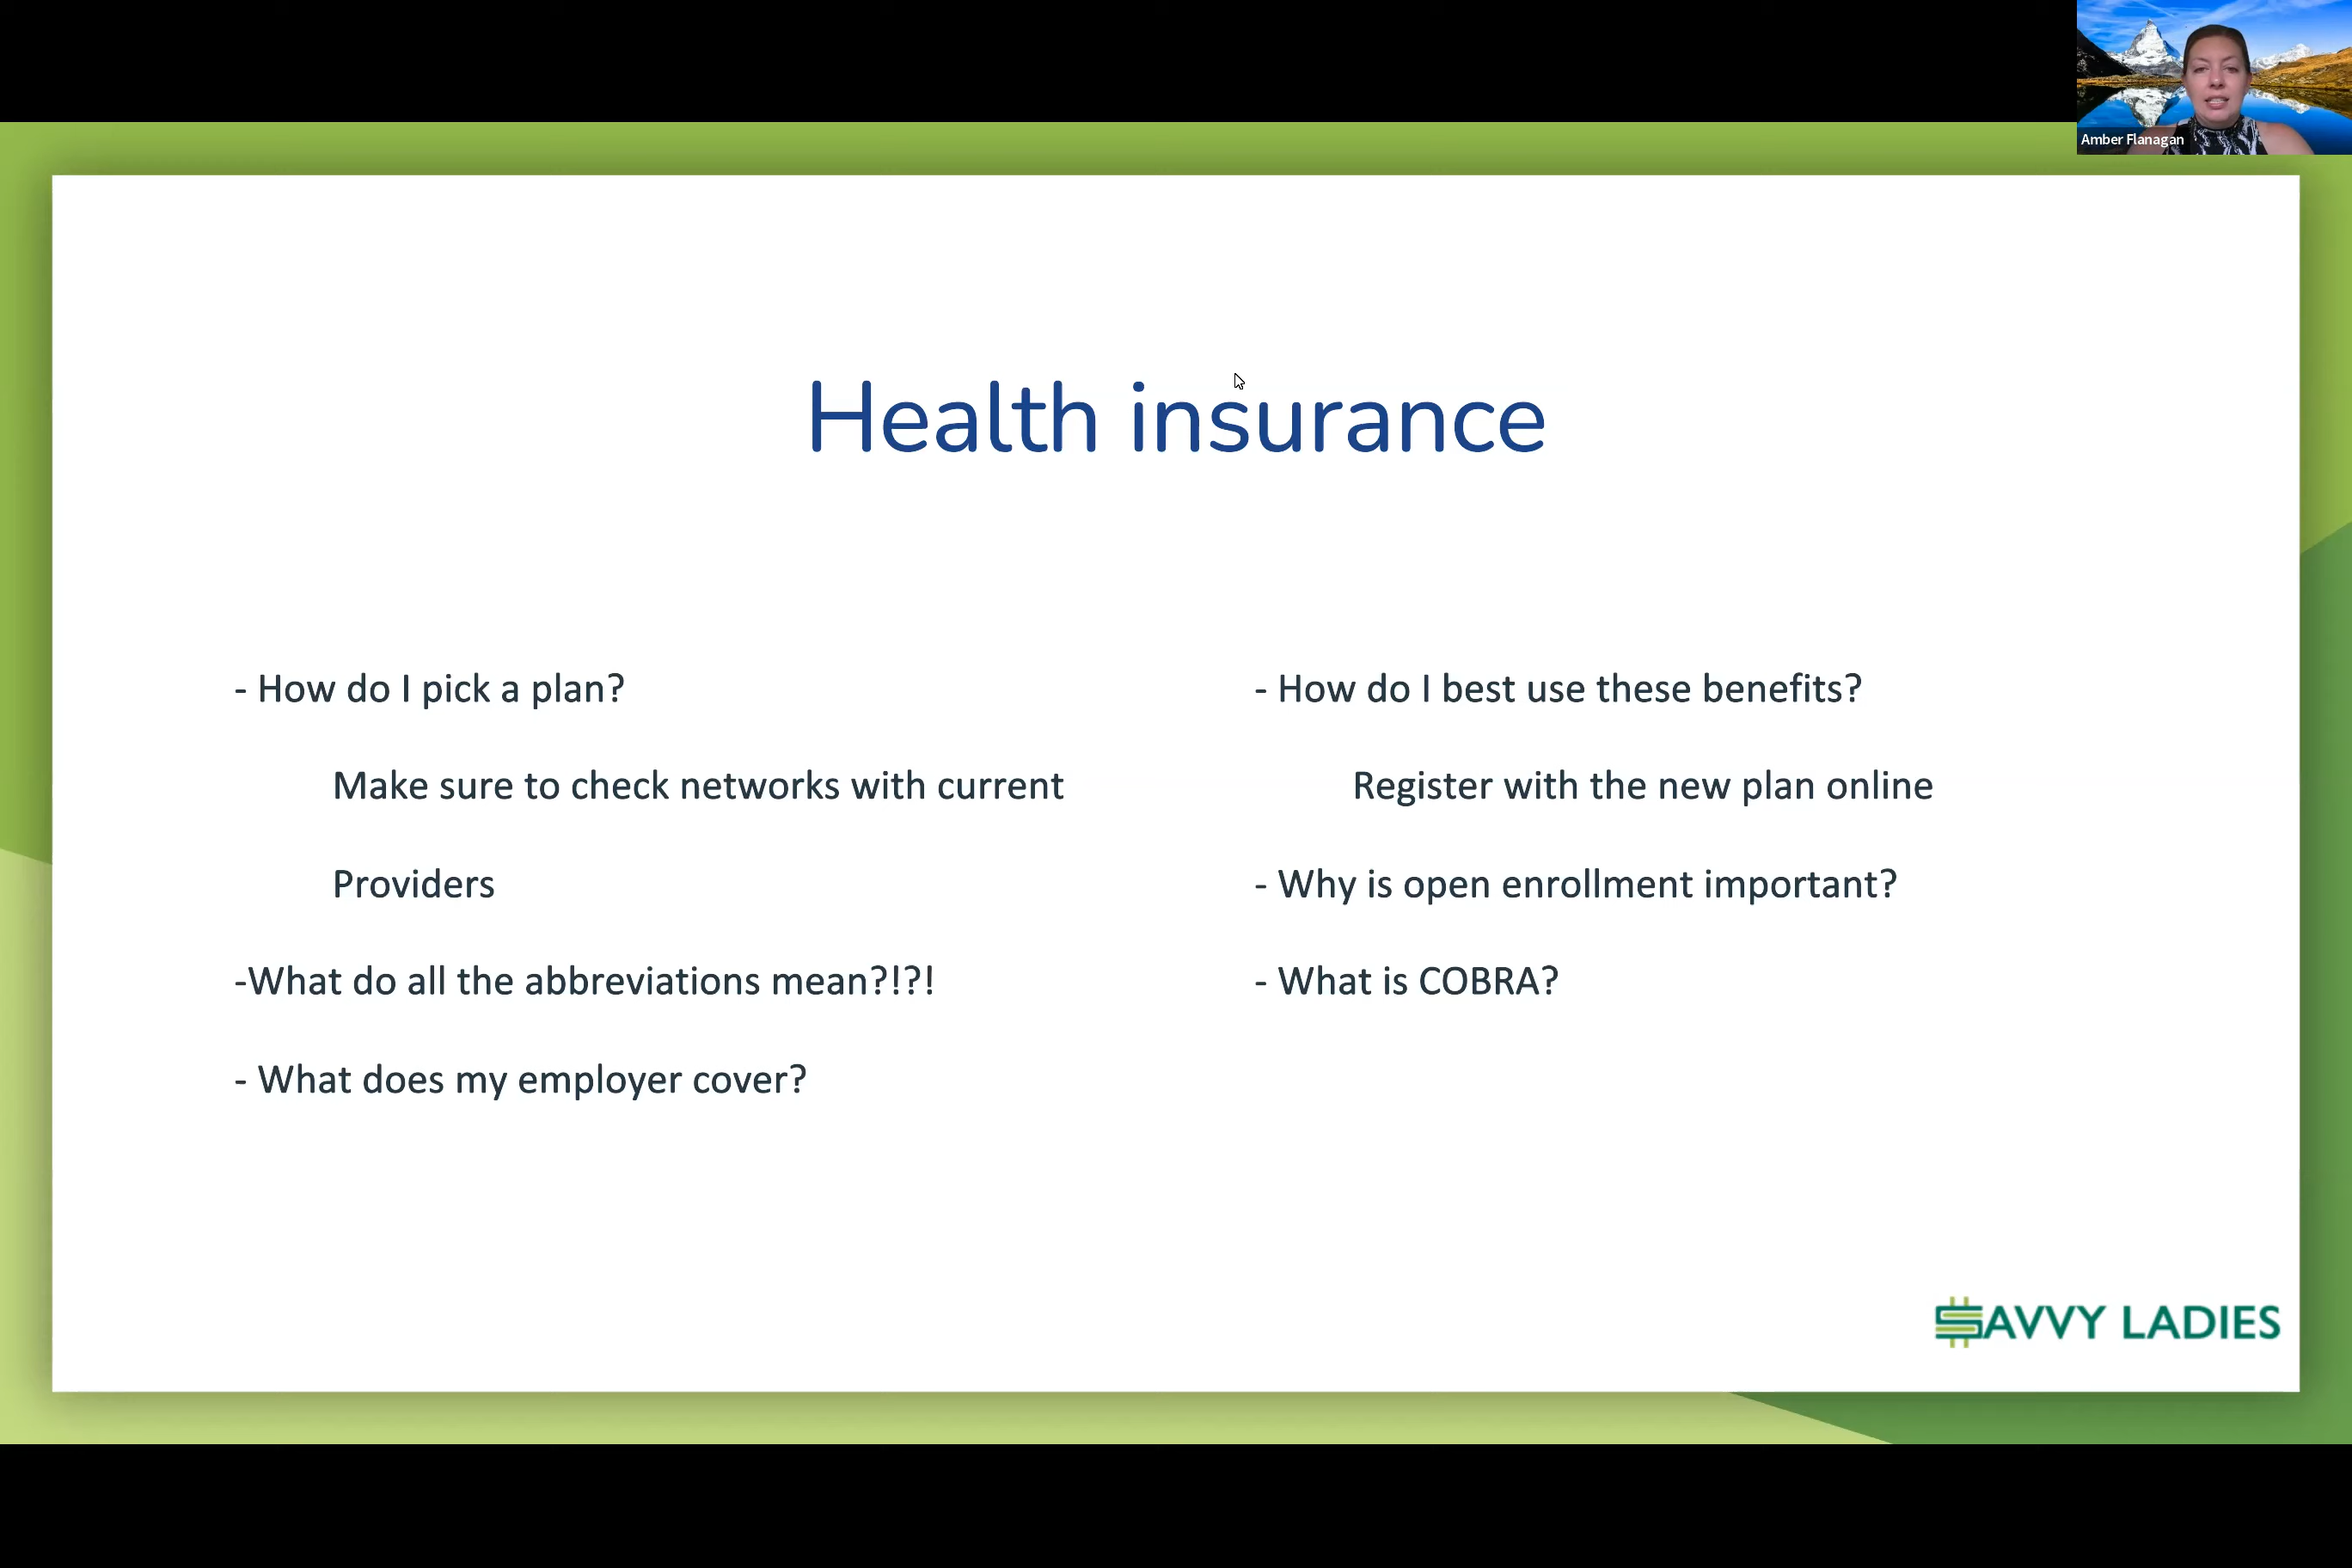 Amber Flanagan
Health insurance
- How do I pick a plan?
Make sure to check networks with current
Providers
-What do all the abbreviations mean?!?!
- What does my employer cover?
- How do I best use these benefits?
Register with the new plan online
- Why is open enrollment important?
- What is COBRA?
SAVVY LADIES